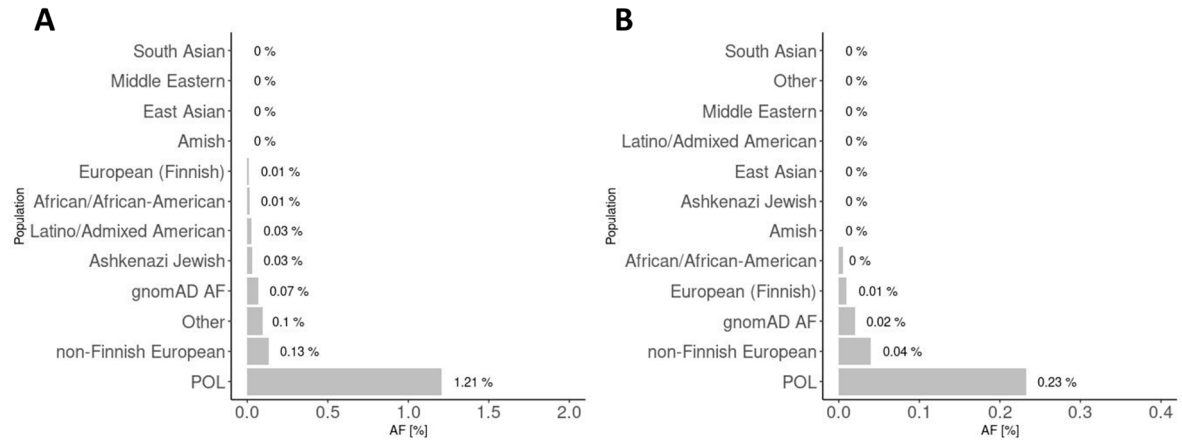 A
South Asian 0 %
Middle Eastern 0 %
East Asian 0 %
Amish 0 %
European (Finnish) 0.01 %
African/African-American 0.01 %
Latino/Admixed American 0.03 %
Ashkenazi Jewish 0.03 %
gnomAD AF 0.07 %
Other 0.1 %
non-Finnish European 0.13 %
POL 1.21 %
Population
0.0 0.5 1.0 1.5 2.0
AF [%]
B
South Asian 0 %
Other 0 %
Middle Eastern 0 %
Latino/Admixed American 0 %
East Asian 0 %
Ashkenazi Jewish 0 %
Amish 0 %
African/African-American 0 %
European (Finnish) 0.01 %
gnomAD AF 0.02 %
non-Finnish European 0.04 %
POL 0.23 %
Population
0.0 0.1 0.2 0.3 0.4
AF [%]